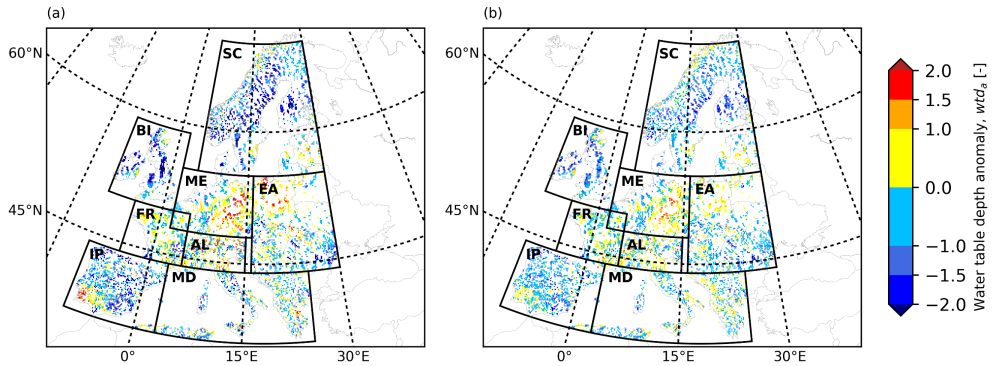 (a)
(b)
60°N
45°N
0°
15°E
30°E
SC
BI
ME
EA
FR
AL
IP
MD
60°N
45°N
0°
15°E
30°E
SC
BI
ME
EA
FR
AL
IP
MD
2.0
1.5
1.0
0.0
−1.0
−1.5
−2.0
Water table depth anomaly, wtd_a [-]